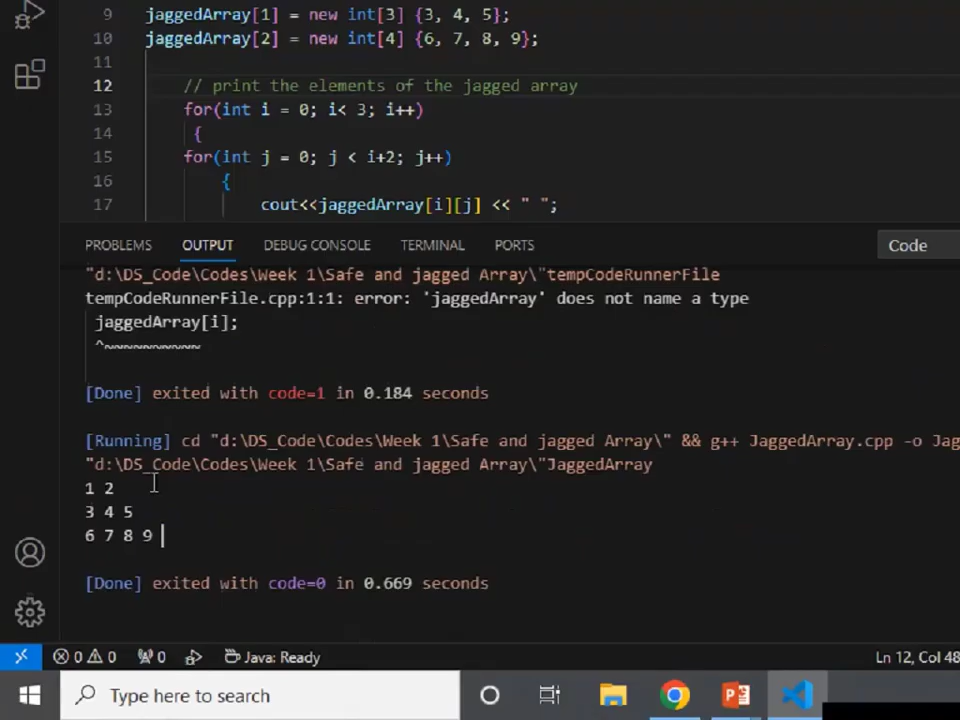 9 jaggedArray[1] = new int[3] {3, 4, 5};
10 jaggedArray[2] = new int[4] {6, 7, 8, 9};
11
12 // print the elements of the jagged array
13 for(int i = 0; i< 3; i++)
14 {
15 for(int j = 0; j < i+2; j++)
16 {
17 cout<<jaggedArray[i][j] << " ";
PROBLEMS OUTPUT DEBUG CONSOLE TERMINAL PORTS Code
"d:\DS_Code\Codes\Week 1\Safe and jagged Array\"tempCodeRunnerFile
tempCodeRunnerFile.cpp:1:1: error: 'jaggedArray' does not name a type
jaggedArray[i];
^~~~~~~~~~~
[Done] exited with code=1 in 0.184 seconds
[Running] cd "d:\DS_Code\Codes\Week 1\Safe and jagged Array\" && g++ JaggedArray.cpp -o Jag
"d:\DS_Code\Codes\Week 1\Safe and jagged Array\"JaggedArray
1 2
3 4 5
6 7 8 9
[Done] exited with code=0 in 0.669 seconds
0 0 0 Java: Ready Ln 12, Col 48
Type here to search